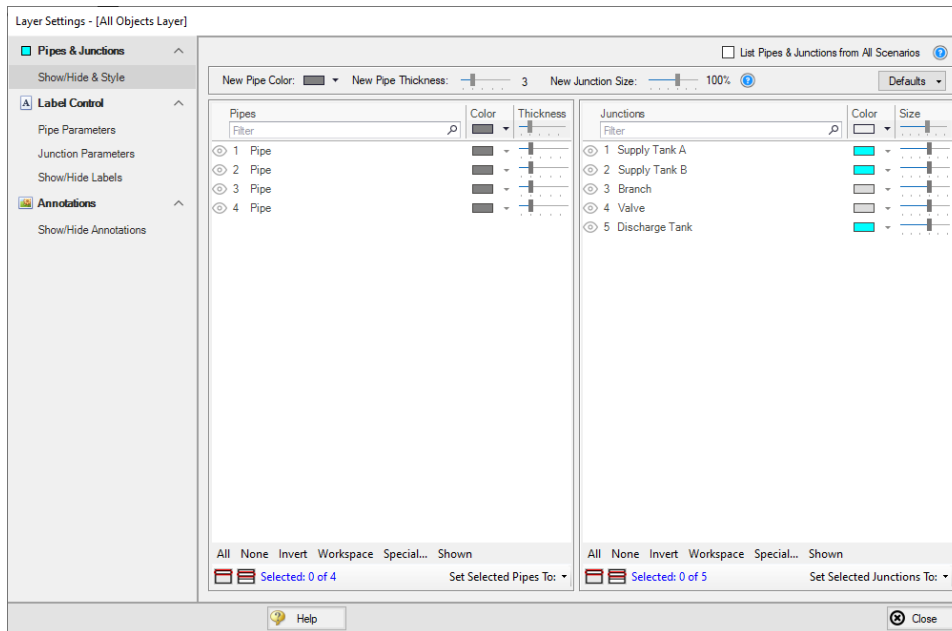 Layer Settings - [All Objects Layer]
Pipes & Junctions
Show/Hide & Style
A Label Control
Pipe Parameters
Junction Parameters
Show/Hide Labels
Annotations
Show/Hide Annotations
List Pipes & Junctions from All Scenarios ?
New Pipe Color: New Pipe Thickness: 3 New Junction Size: 100% ? Defaults
Pipes Color Thickness
Filter
1 Pipe
2 Pipe
3 Pipe
4 Pipe
All None Invert Workspace Special... Shown
Selected: 0 of 4 Set Selected Pipes To:
Junctions Color Size
Filter
1 Supply Tank A
2 Supply Tank B
3 Branch
4 Valve
5 Discharge Tank
All None Invert Workspace Special... Shown
Selected: 0 of 5 Set Selected Junctions To:
? Help
Close